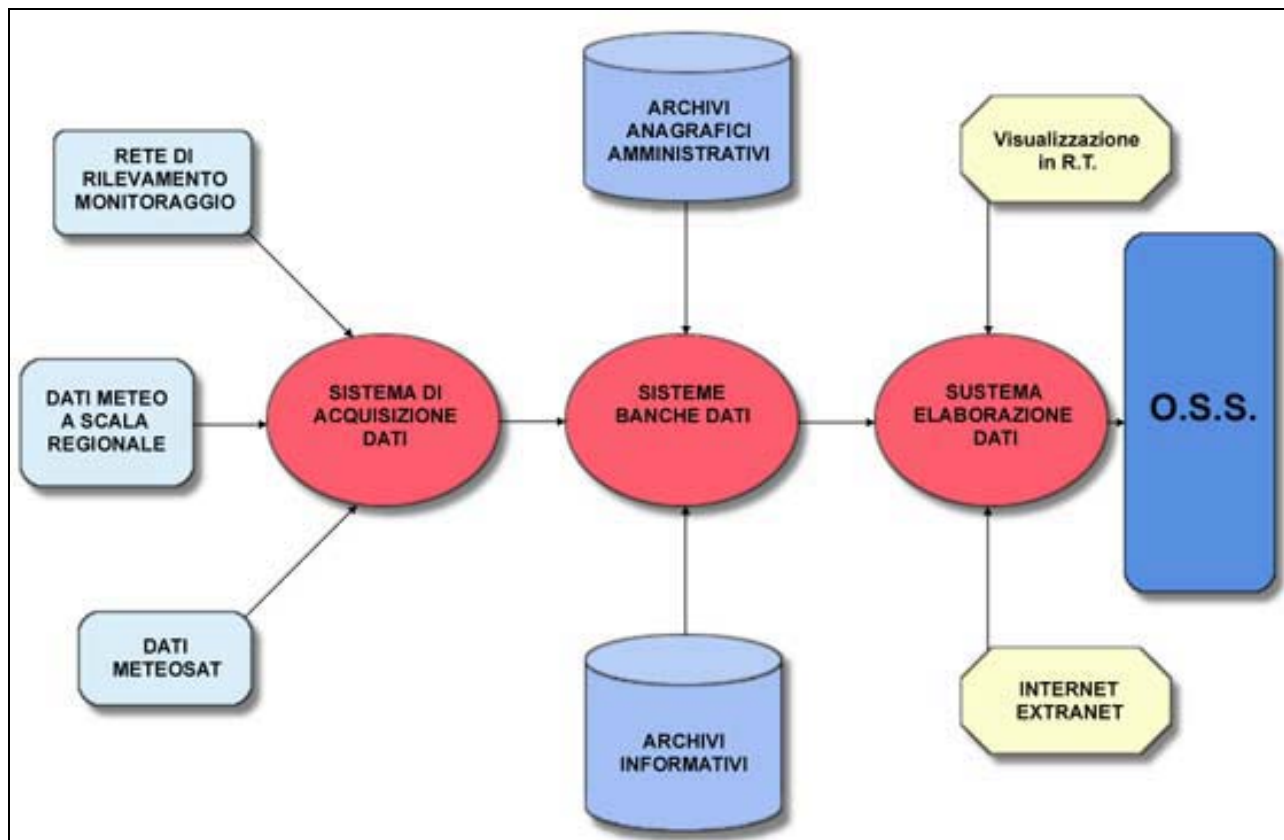 RETE DI
RILEVAMENTO
MONITORAGGIO
DATI METEO
A SCALA
REGIONALE
DATI
METEOSAT
SISTEMA DI
ACQUISIZIONE
DATI
ARCHIVI
ANAGRAFICI
AMMINISTRATIVI
SISTEME
BANCHE DATI
ARCHIVI
INFORMATIVI
Visualizzazione
in R.T.
SUSTEMA
ELABORAZIONE
DATI
INTERNET
EXTRANET
O.S.S.